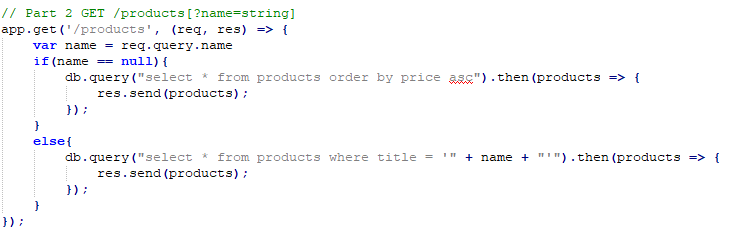 // Part 2 GET /products[?name=string]
app.get('/products', (req, res) => {
    var name = req.query.name
    if(name == null){
        db.query("select * from products order by price asc").then(products => {
            res.send(products);
        });
    }
    else{
        db.query("select * from products where title = '" + name + "'").then(products => {
            res.send(products);
        });
    }
});